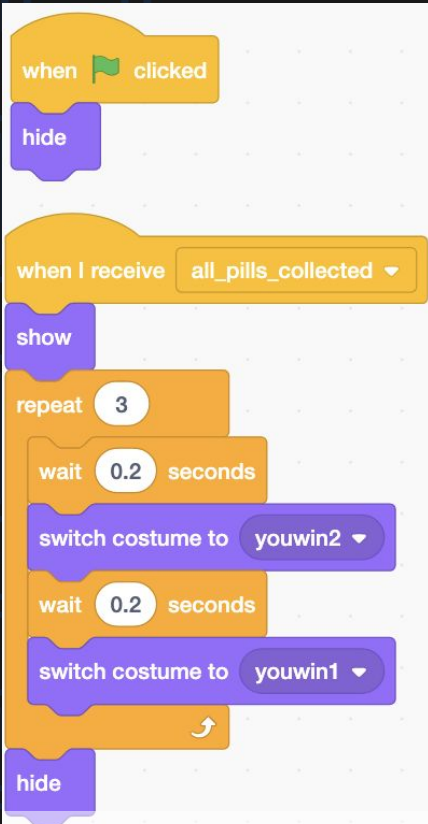 when clicked
hide
when I receive all_pills_collected
show
repeat 3
wait 0.2 seconds
switch costume to youwin2
wait 0.2 seconds
switch costume to youwin1
hide